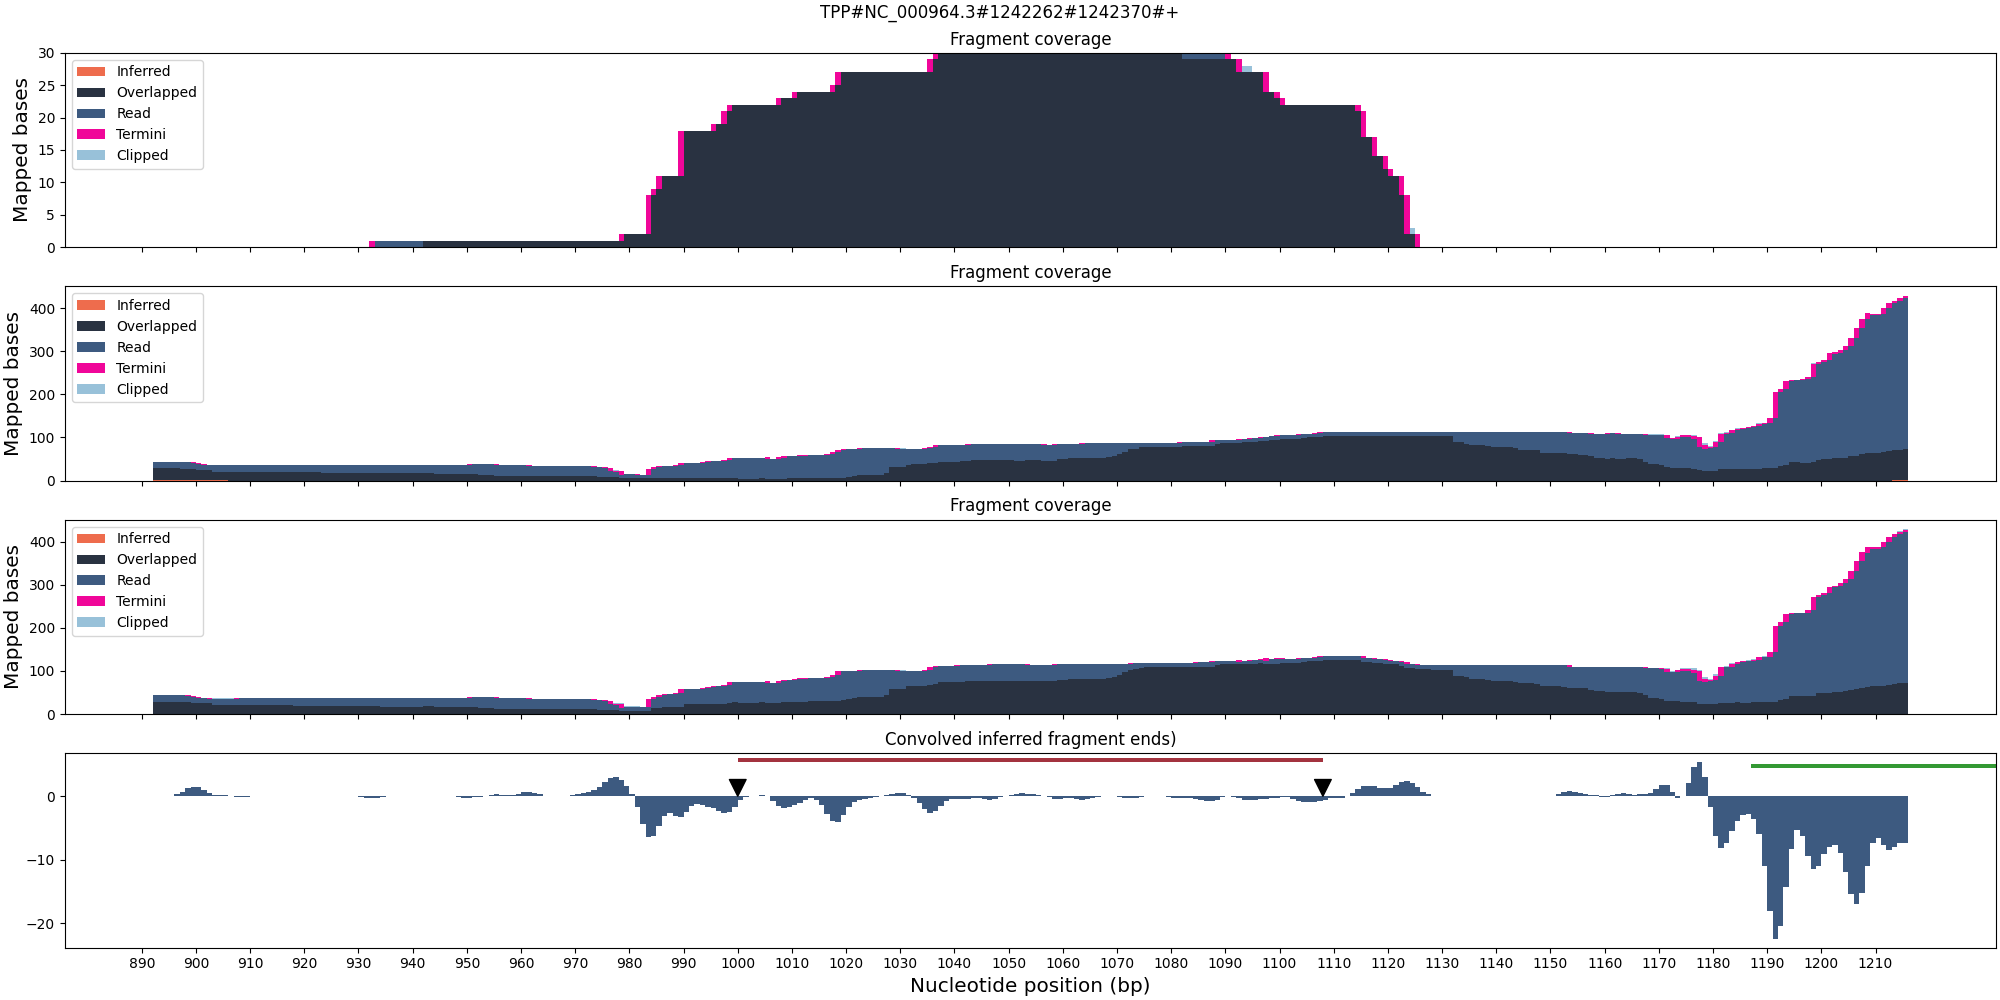 TPP#NC_000964.3#1242262#1242370#+
Fragment coverage
Mapped bases
30
25
20
15
10
5
0
Inferred
Overlapped
Read
Termini
Clipped
Fragment coverage
Mapped bases
400
300
200
100
0
Inferred
Overlapped
Read
Termini
Clipped
Fragment coverage
Mapped bases
400
300
200
100
0
Inferred
Overlapped
Read
Termini
Clipped
Convolved inferred fragment ends)
0
−10
−20
890 900 910 920 930 940 950 960 970 980 990 1000 1010 1020 1030 1040 1050 1060 1070 1080 1090 1100 1110 1120 1130 1140 1150 1160 1170 1180 1190 1200 1210
Nucleotide position (bp)